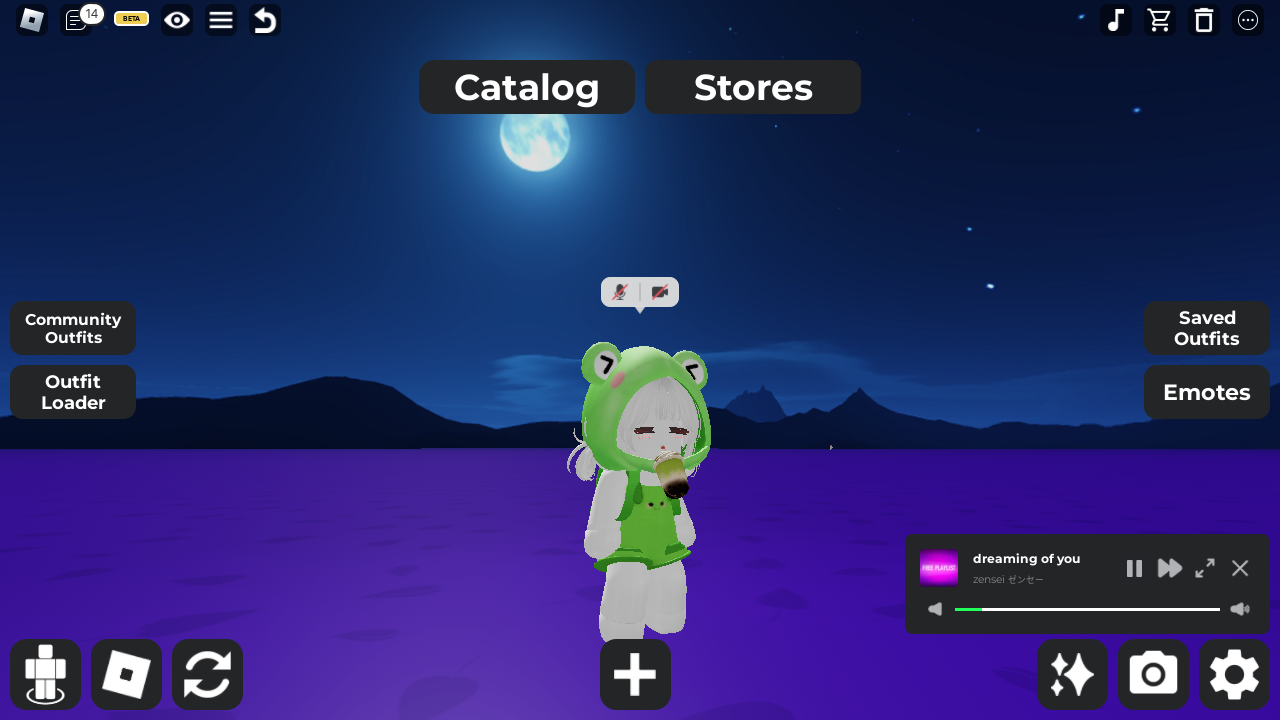 14
BETA
Catalog
Stores
Community
Outfits
Outfit
Loader
Saved
Outfits
Emotes
FREE PLAYLIST
dreaming of you
zensei ゼンセー